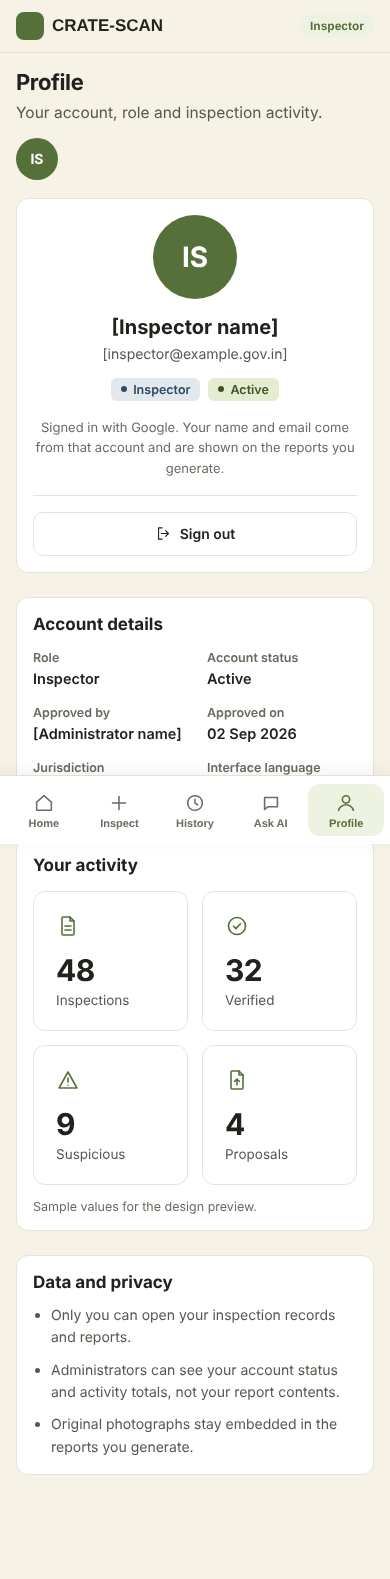 CRATE-SCAN
Inspector
Profile
Your account, role and inspection activity.
IS
IS
[Inspector name]
[inspector@example.gov.in]
Inspector
Active
Signed in with Google. Your name and email come
from that account and are shown on the reports you
generate.
Sign out
Account details
Role
Account status
Inspector
Active
Approved by
Approved on
[Administrator name]
02 Sep 2026
Jurisdiction
Interface language
Home
Inspect
History
Ask AI
Profile
Your activity
48
Inspections
32
Verified
9
Suspicious
4
Proposals
Sample values for the design preview.
Data and privacy
• Only you can open your inspection records
and reports.
• Administrators can see your account status
and activity totals, not your report contents.
• Original photographs stay embedded in the
reports you generate.